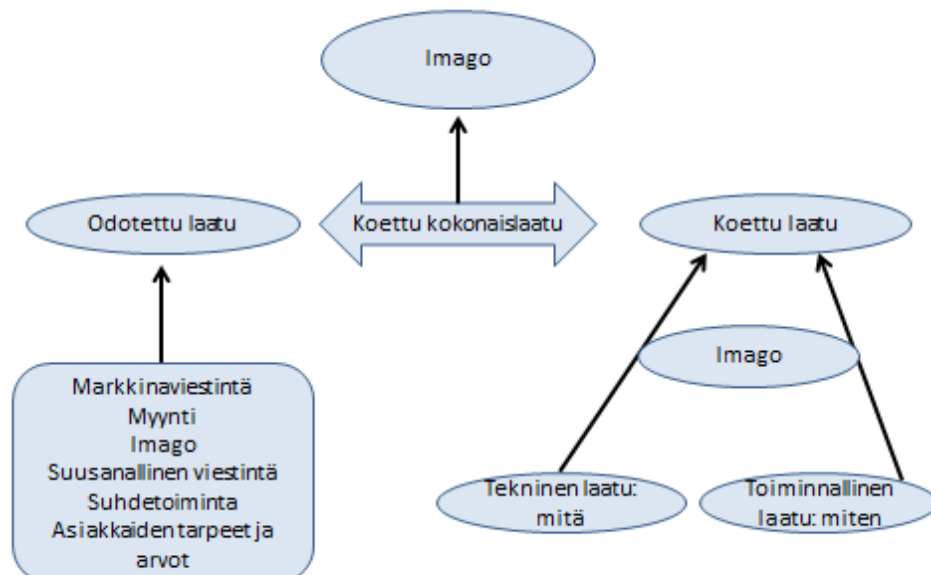 Imago
Odotettu laatu
Koettu kokonaislaatu
Koettu laatu
Imago
Markkinaviestintä
Myynti
Imago
Suusanallinen viestintä
Suhdetoiminta
Asiakkaiden tarpeet ja
arvot
Tekninen laatu:
mitä
Toiminnallinen
laatu: miten